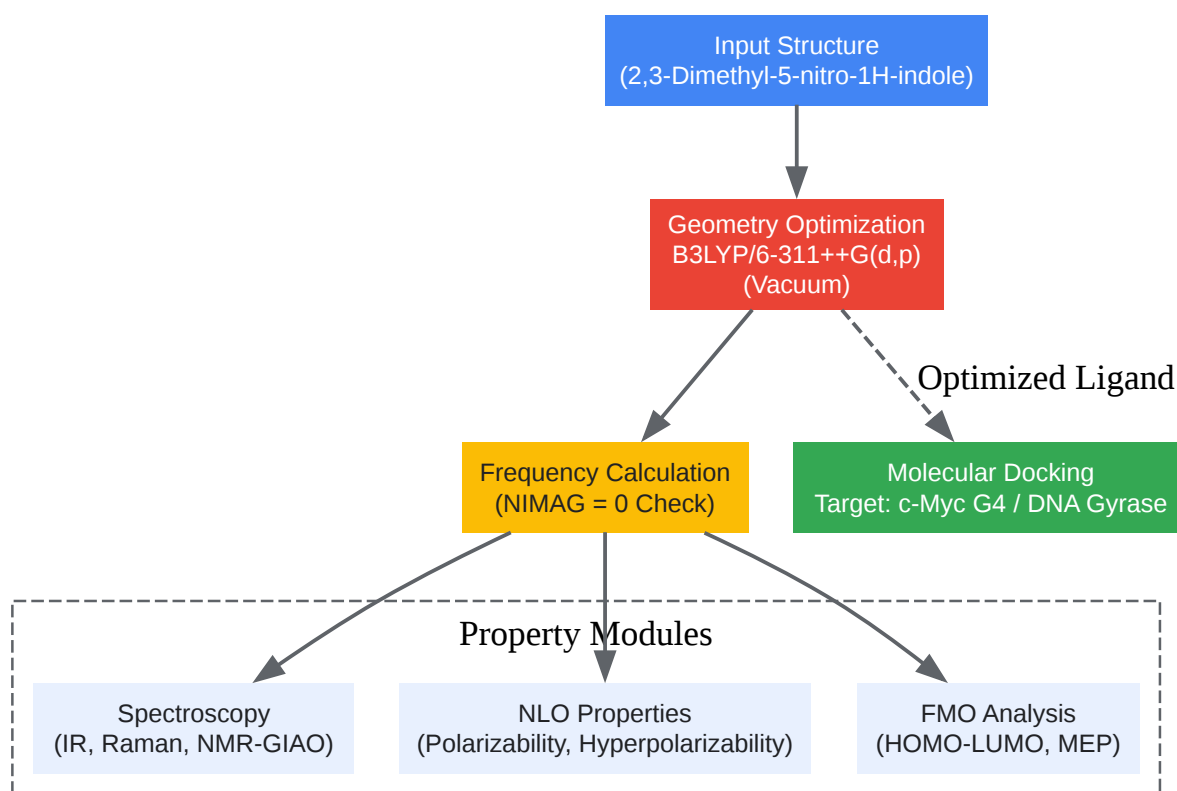 Input Structure
(2,3-Dimethyl-5-nitro-1H-indole)
Geometry Optimization
B3LYP/6-311++G(d,p)
(Vacuum)
Optimized Ligand
Frequency Calculation
(NIMAG = 0 Check)
Molecular Docking
Target: c-Myc G4 / DNA Gyrase
Property Modules
Spectroscopy
(IR, Raman, NMR-GIAO)
NLO Properties
(Polarizability, Hyperpolarizability)
FMO Analysis
(HOMO-LUMO, MEP)